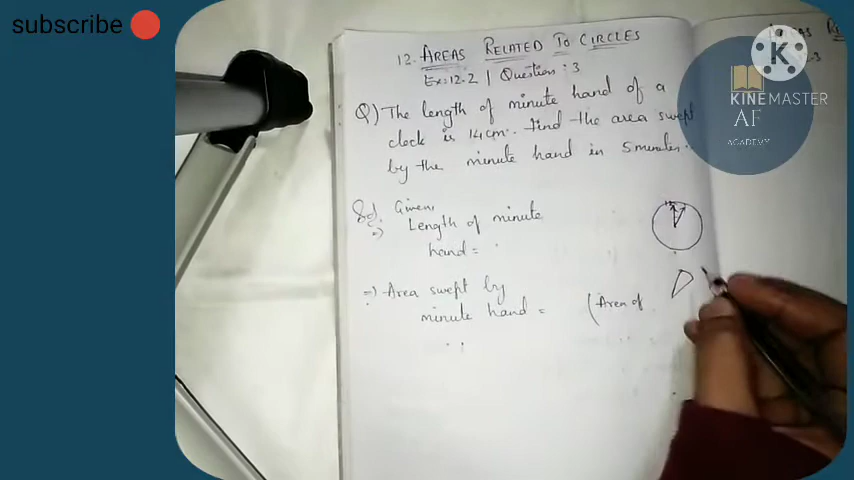 subscribe
12. AREAS RELATED TO CIRCLES
Ex:12.2 | Question : 3
Q) The length of minute hand of a
clock is 14cm. find the area swept
by the minute hand in 5 minutes.
Sol. Given,
=) Length of minute
hand =
=) Area swept by
minute hand = (Area of
K
KINEMASTER
AF
ACADEMY